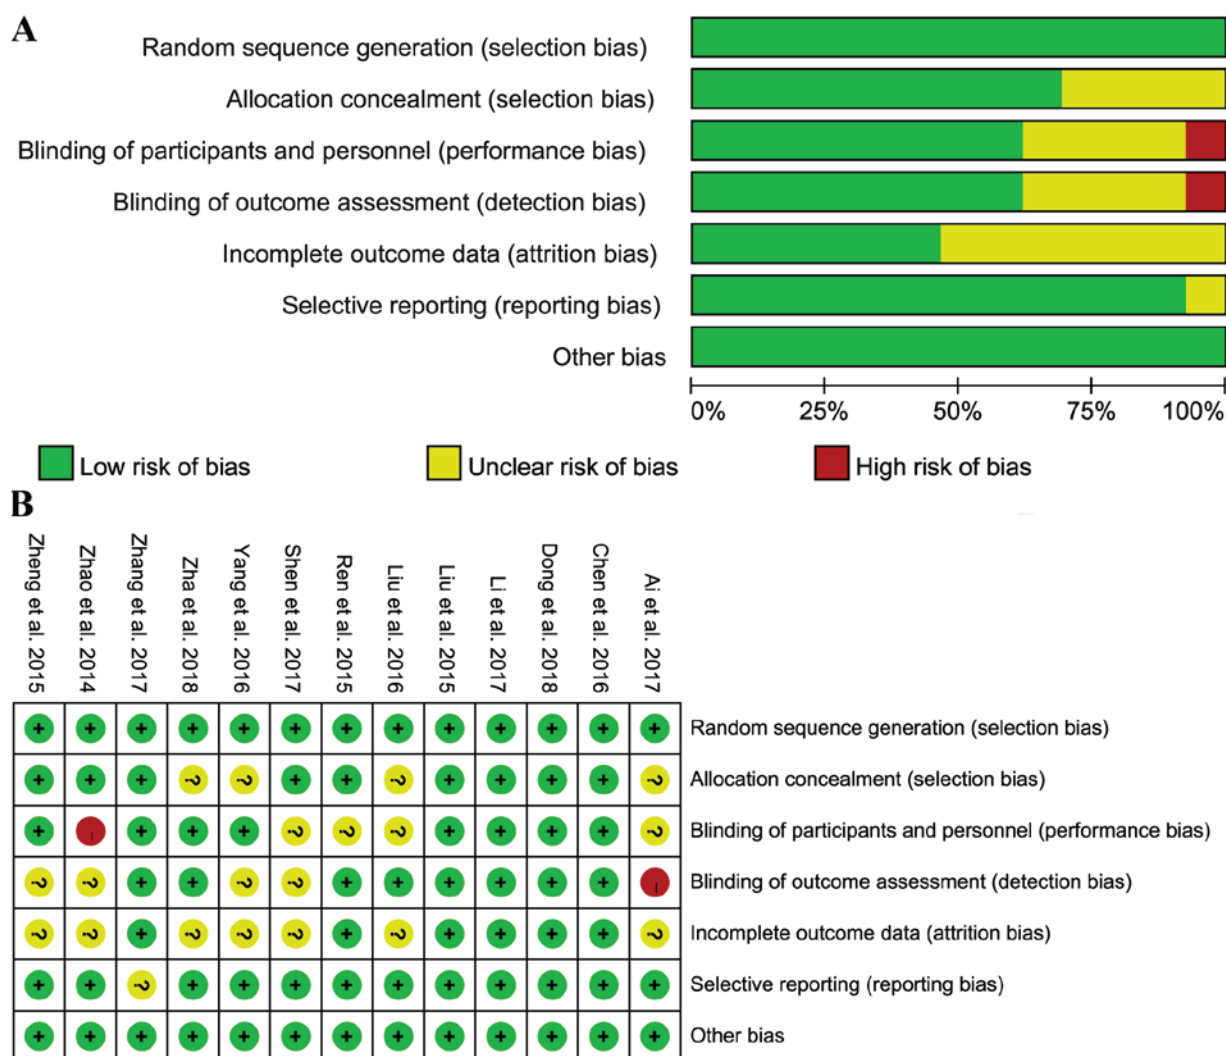 A
Random sequence generation (selection bias)
Allocation concealment (selection bias)
Blinding of participants and personnel (performance bias)
Blinding of outcome assessment (detection bias)
Incomplete outcome data (attrition bias)
Selective reporting (reporting bias)
Other bias
0% 25% 50% 75% 100%
Low risk of bias Unclear risk of bias High risk of bias
B
Zheng et al. 2015
Zhao et al. 2014
Zhang et al. 2017
Zha et al. 2018
Yang et al. 2016
Shen et al. 2017
Ren et al. 2015
Liu et al. 2016
Liu et al. 2015
Li et al. 2017
Dong et al. 2018
Chen et al. 2016
Ai et al. 2017
+ + + + + + + + + + + + + Random sequence generation (selection bias)
+ + + ? ? + + ? + + + + ? Allocation concealment (selection bias)
+ – + + + ? ? ? + + + + ? Blinding of participants and personnel (performance bias)
? ? + + ? ? + + + + + + – Blinding of outcome assessment (detection bias)
? ? + ? ? ? + ? + + + + ? Incomplete outcome data (attrition bias)
+ + ? + + + + + + + + + + Selective reporting (reporting bias)
+ + + + + + + + + + + + + Other bias